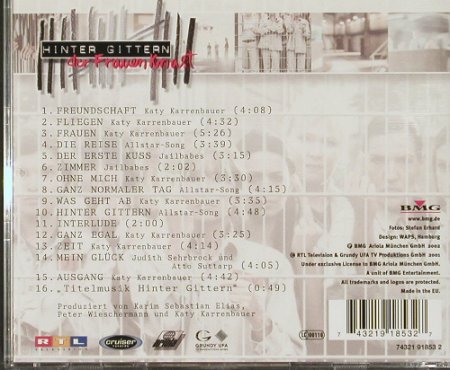 HINTER GITTERN
der Frauenknast
1. FREUNDSCHAFT Katy Karrenbauer (4:08)
2. FLIEGEN Katy Karrenbauer (4:32)
3. FRAUEN Katy Karrenbauer (5:26)
4. DIE REISE Allstar-Song (3:39)
5. DER ERSTE KUSS Jailbabes (3:15)
6. ZIMMER Jailbabes (2:02)
7. OHNE MICH Katy Karrenbauer (3:30)
8. GANZ NORMALER TAG Allstar-Song (4:15)
9. WAS GEHT AB Katy Karrenbauer (3:35)
10. HINTER GITTERN Allstar-Song (4:48)
11. INTERLUDE (2:00)
12. GANZ EGAL Katy Karrenbauer (3:25)
13. ZEIT Katy Karrenbauer (4:14)
14. MEIN GLÜCK Judith Sehrbrock und
Atto Suttarp (4:05)
15. AUSGANG Katy Karrenbauer (4:42)
16. „Titelmusik Hinter Gittern" (0:49)
Produziert von Karim Sebastian Elias,
Peter Wieschermann und Katy Karrenbauer
BMG
www.bmg.de
Fotos: Stefan Erhard
Design: WAPS, Hamburg
℗ © BMG Ariola München GmbH 2002
© RTL Television & Grundy UFA TV Produktions GmbH 2001
Under exclusive License in BMG Ariola München GmbH.
A unit of BMG Entertainment.
All trademarks and logos are protected.
Made in the EU.
74321 91853 2
LC 00116
7 43219 18532 7
RTL
TELEVISION
cruiser
GRUNDY UFA